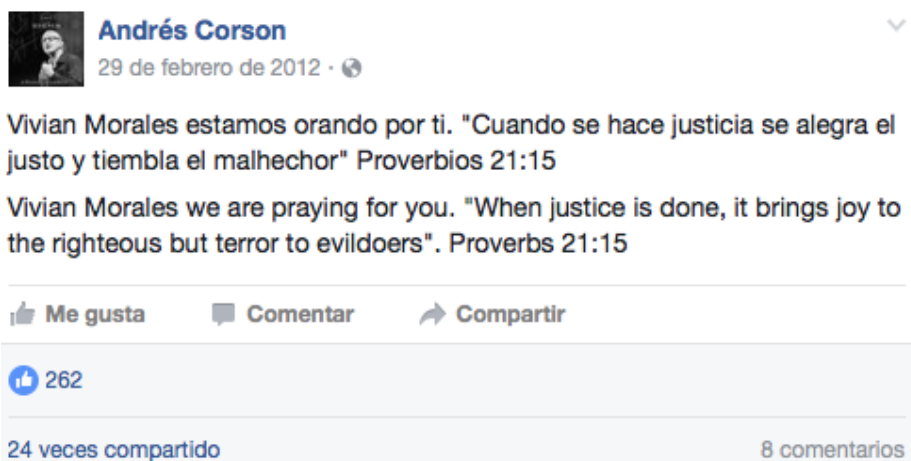 Andrés Corson
29 de febrero de 2012 ·
Vivian Morales estamos orando por ti. "Cuando se hace justicia se alegra el
justo y tiembla el malhechor" Proverbios 21:15
Vivian Morales we are praying for you. "When justice is done, it brings joy to
the righteous but terror to evildoers". Proverbs 21:15
Me gusta Comentar Compartir
262
24 veces compartido 8 comentarios